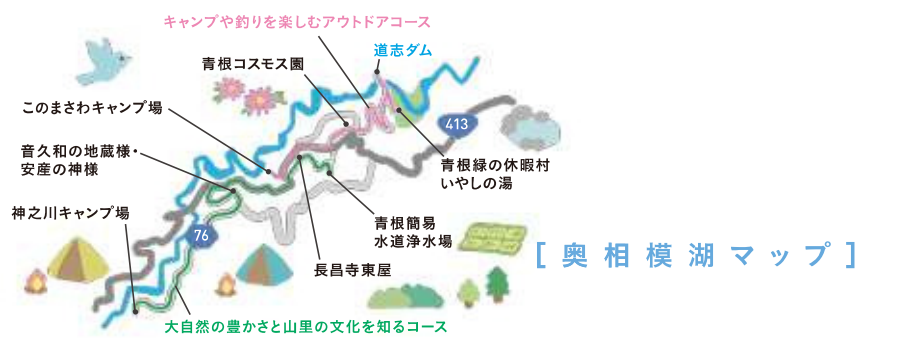 キャンプや釣りを楽しむアウトドアコース
道志ダム
青根コスモス園
このまさわキャンプ場
413
音久和の地蔵様・
安産の神様
青根緑の休暇村
いやしの湯
神之川キャンプ場
青根簡易
水道浄水場
76
長昌寺東屋
[奥相模湖マップ]
大自然の豊かさと山里の文化を知るコース